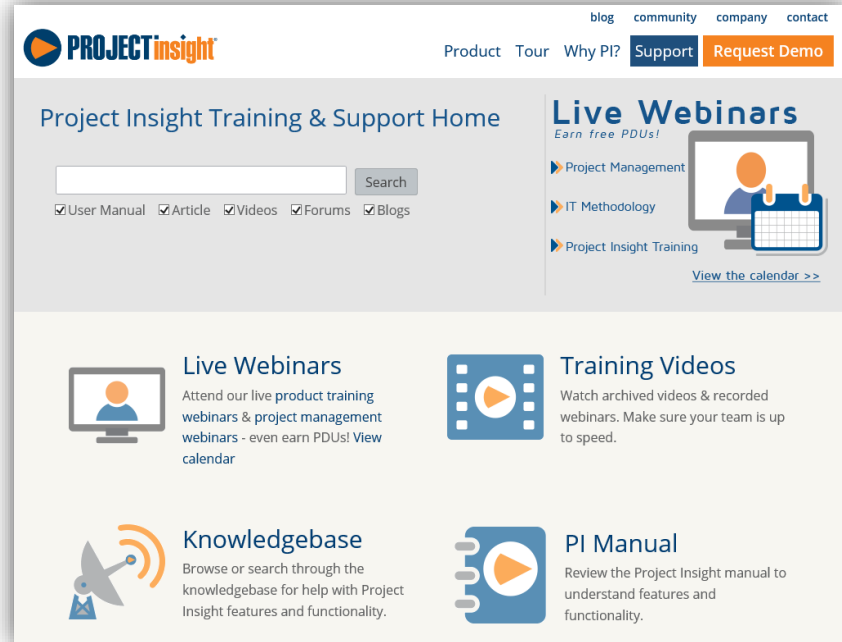 blog community company contact
PROJECTinsight®
Product Tour Why PI? Support Request Demo
Project Insight Training & Support Home
Search
User Manual Article Videos Forums Blogs
Live Webinars
Earn free PDUs!
Project Management
IT Methodology
Project Insight Training
View the calendar >>
Live Webinars
Attend our live product training
webinars & project management
webinars - even earn PDUs! View
calendar
Training Videos
Watch archived videos & recorded
webinars. Make sure your team is up
to speed.
Knowledgebase
Browse or search through the
knowledgebase for help with Project
Insight features and functionality.
PI Manual
Review the Project Insight manual to
understand features and
functionality.